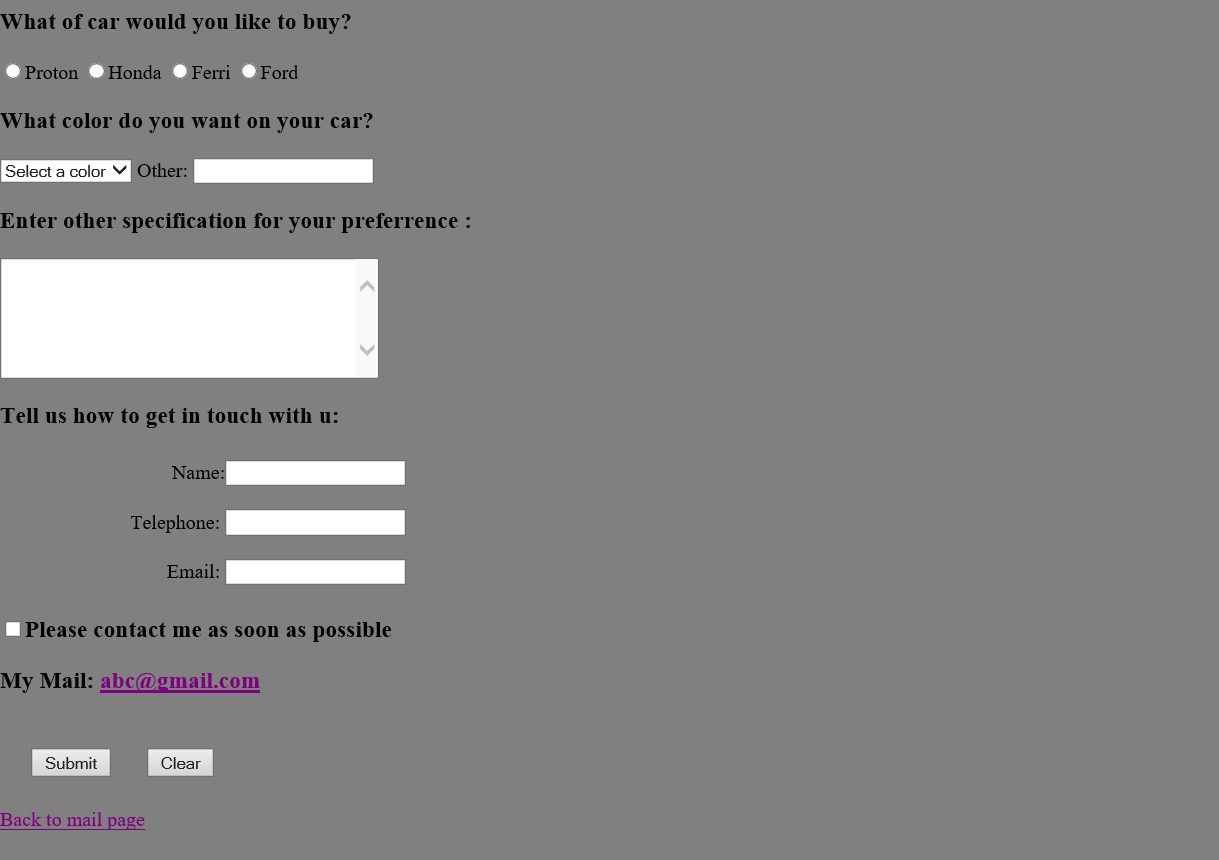 What of car would you like to buy?
Proton Honda Ferri Ford
What color do you want on your car?
Select a color Other:
Enter other specification for your preferrence :
Tell us how to get in touch with u:
Name:
Telephone:
Email:
Please contact me as soon as possible
My Mail: abc@gmail.com
Submit Clear
Back to mail page